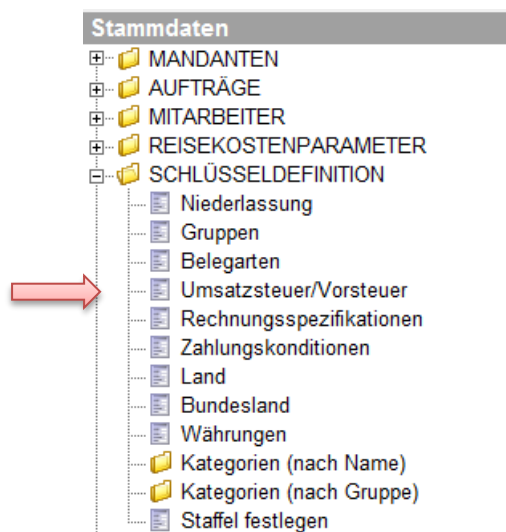 Stammdaten
MANDANTEN
AUFTRÄGE
MITARBEITER
REISEKOSTENPARAMETER
SCHLÜSSELDEFINITION
Niederlassung
Gruppen
Belegarten
Umsatzsteuer/Vorsteuer
Rechnungsspezifikationen
Zahlungskonditionen
Land
Bundesland
Währungen
Kategorien (nach Name)
Kategorien (nach Gruppe)
Staffel festlegen